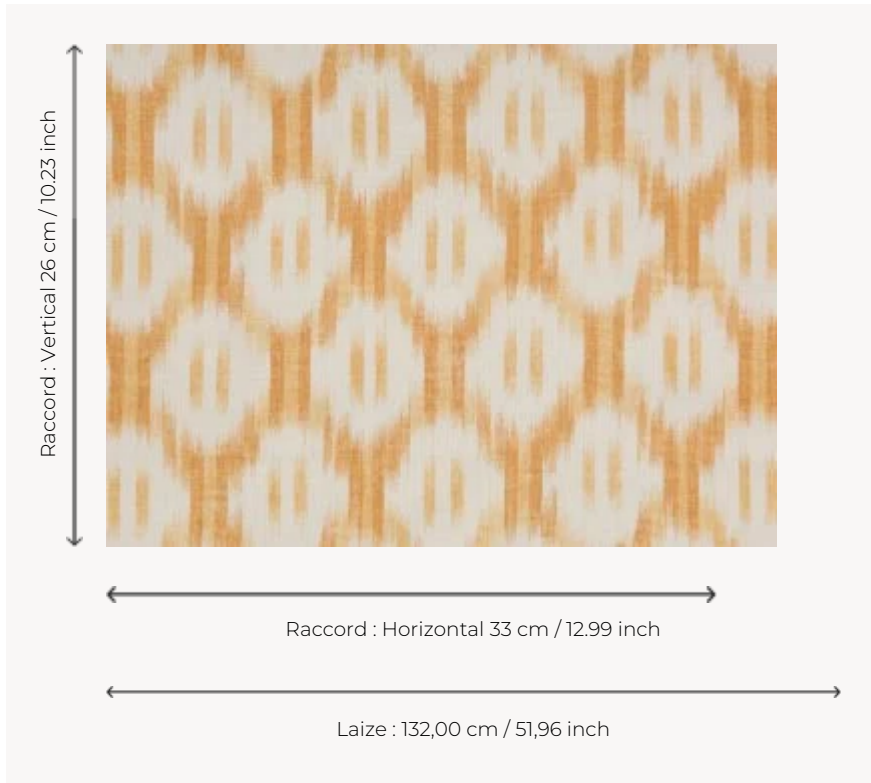 Raccord : Vertical 26 cm / 10.23 inch
Raccord : Horizontal 33 cm / 12.99 inch
Laize : 132,00 cm / 51,96 inch